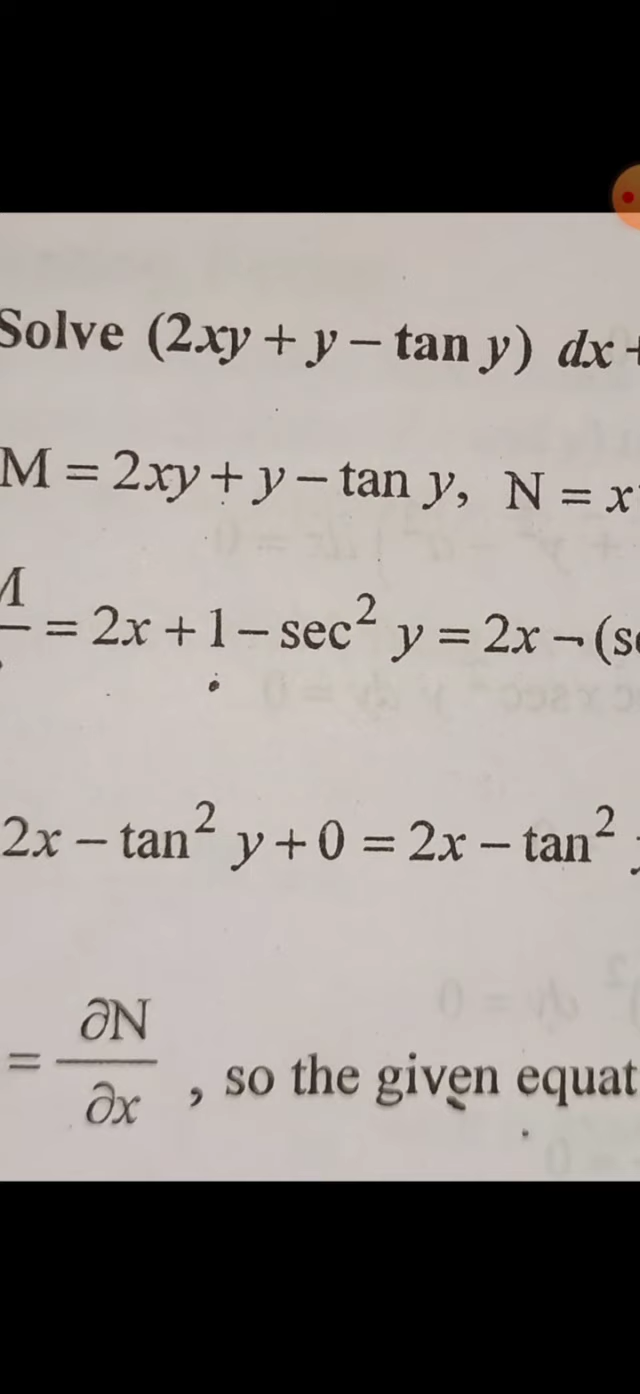 Solve (2xy + y – tan y) dx +
M = 2xy + y – tan y, N = x
= 2x + 1 – sec² y = 2x – (se
2x – tan² y + 0 = 2x – tan²
= ∂N/∂x , so the given equat